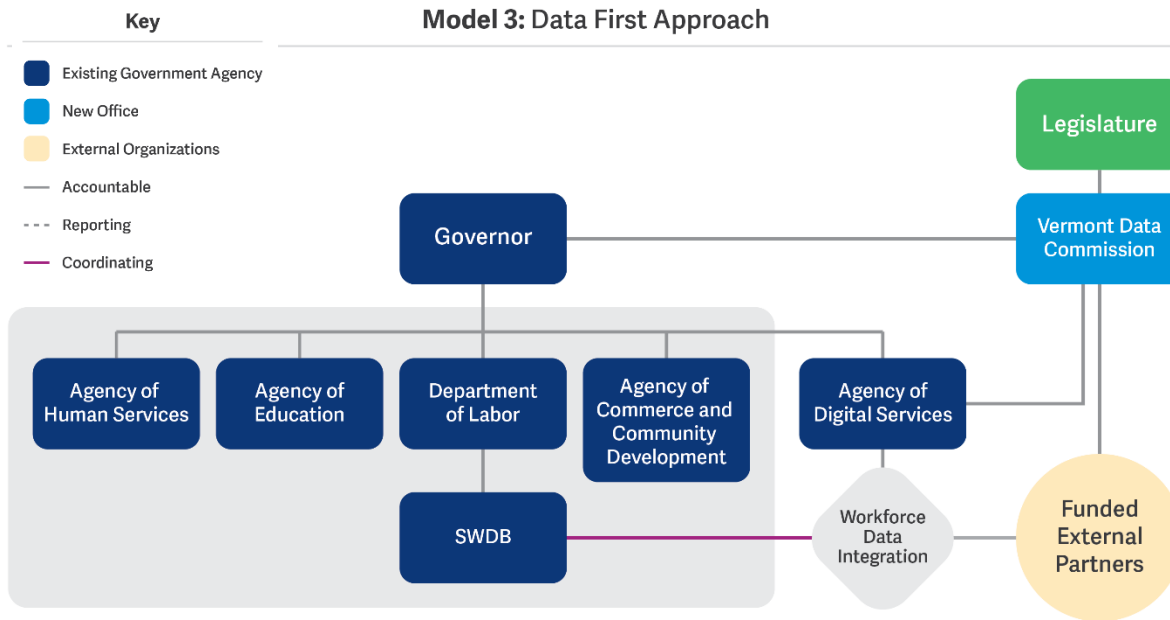 Key
Model 3: Data First Approach
Existing Government Agency
New Office
External Organizations
Accountable
Reporting
Coordinating
Legislature
Governor
Vermont Data
Commission
Agency of
Human Services
Agency of
Education
Department
of Labor
Agency of
Commerce and
Community
Development
Agency of
Digital Services
SWDB
Workforce
Data
Integration
Funded
External
Partners